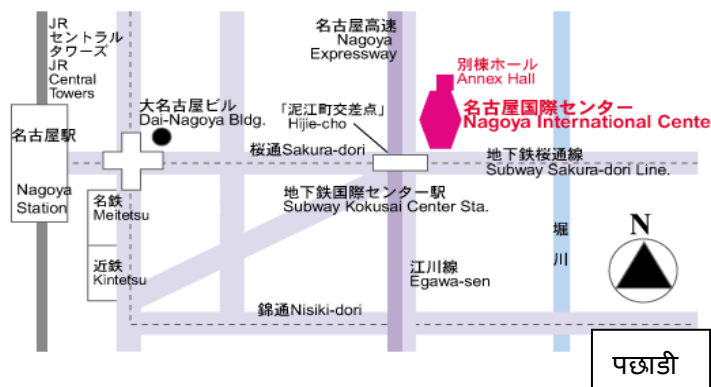 JR
セントラル
タワーズ
JR
Central
Towers
名古屋高速
Nagoya
Expressway
別棟ホール
Annex Hall
大名古屋ビル
Dai-Nagoya Bldg.
「泥江町交差点」
Hijie-cho
名古屋国際センター
Nagoya International Cente
名古屋駅
桜通Sakura-dori
地下鉄桜通線
Subway Sakura-dori Line.
Nagoya
Station
名鉄
Meitetsu
地下鉄国際センター駅
Subway Kokusai Center Sta.
堀
川
N
近鉄
Kintetsu
江川線
Egawa-sen
錦通Nisiki-dori
पछाडी